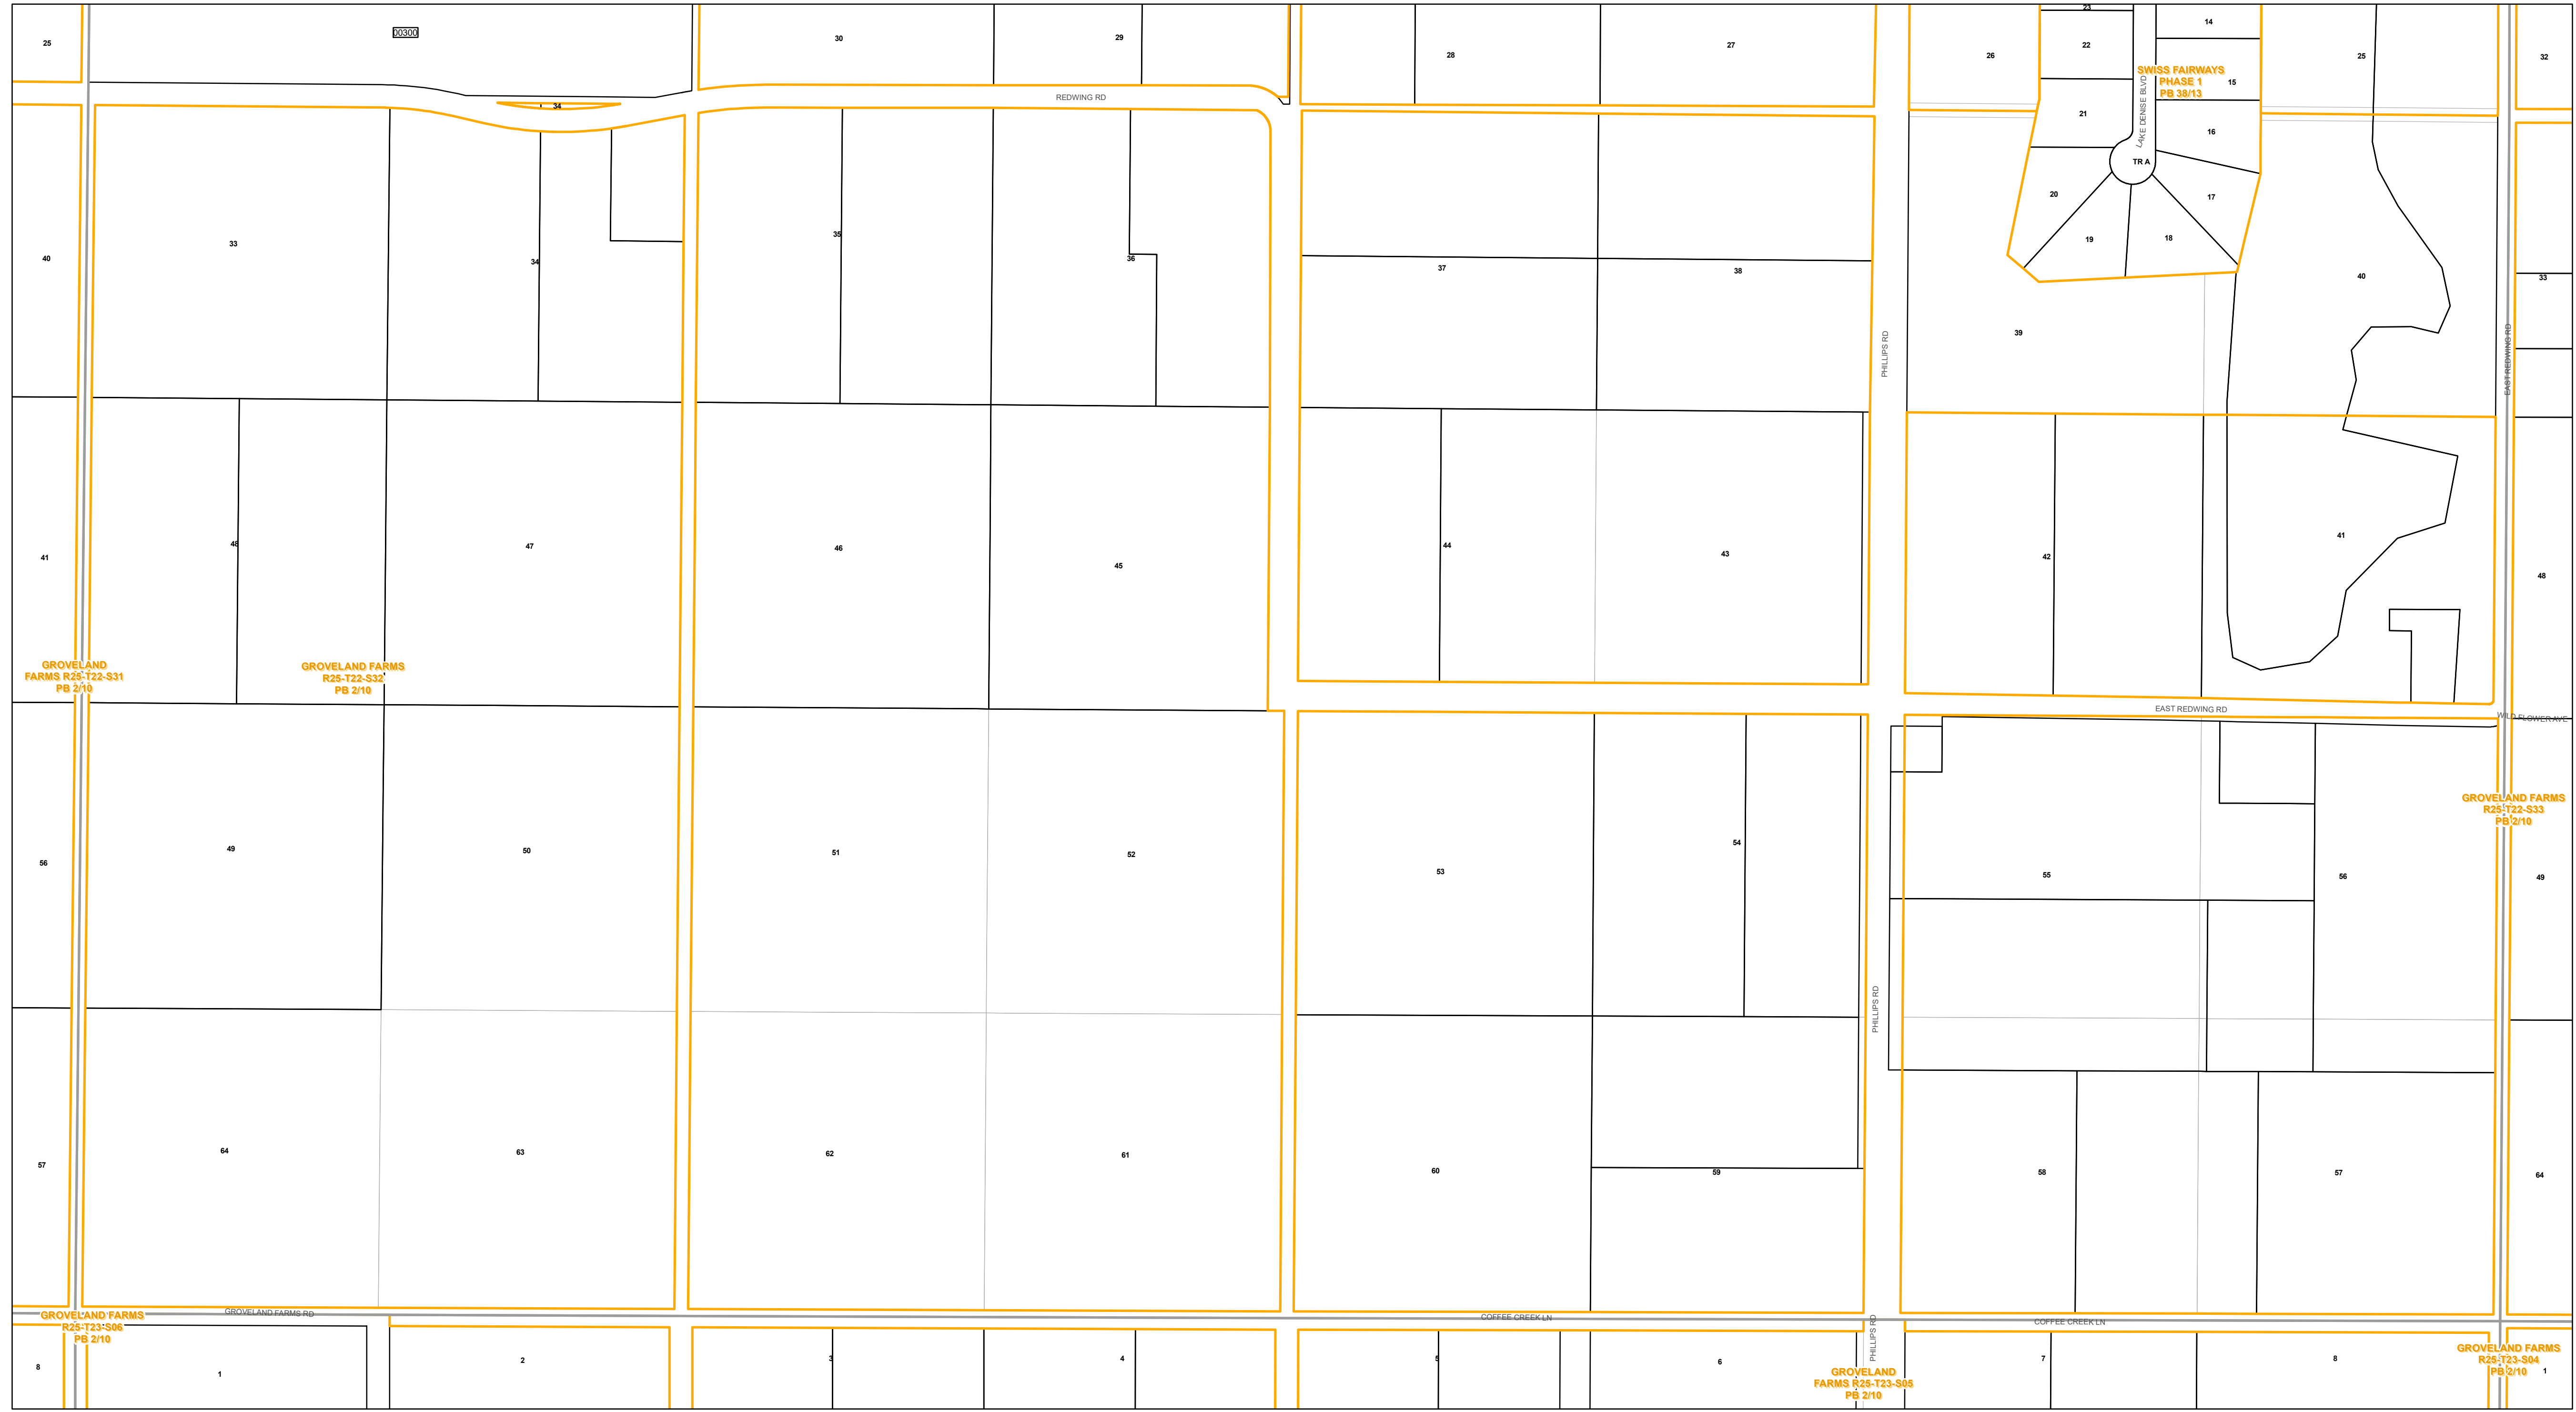 23
14
25
00300
30
29
28
27
26
22
SWISS FAIRWAYS
PHASE 1
PB 38/13
15
25
32
34
REDWING RD
LAKE DENISE BLVD
21
16
TR A
20
17
33
34
35
36
37
38
19
18
40
40
40
33
39
PHILLIPS RD
EAST REDWING RD
41
48
47
46
45
44
43
42
41
48
GROVELAND
FARMS R25-T22-S31
PB 2/10
GROVELAND FARMS
R25-T22-S32
PB 2/10
EAST REDWING RD
WILD FLOWER AVE
GROVELAND FARMS
R25-T22-S33
PB 2/10
56
49
50
51
52
53
54
55
56
49
PHILLIPS RD
57
64
63
62
61
60
59
58
57
64
GROVELAND FARMS RD
COFFEE CREEK LN
PHILLIPS RD
COFFEE CREEK LN
GROVELAND FARMS
R25-T23-S06
PB 2/10
8
1
2
3
4
5
6
7
8
1
GROVELAND
FARMS R25-T23-S05
PB 2/10
GROVELAND FARMS
R25-T23-S04
PB 2/10